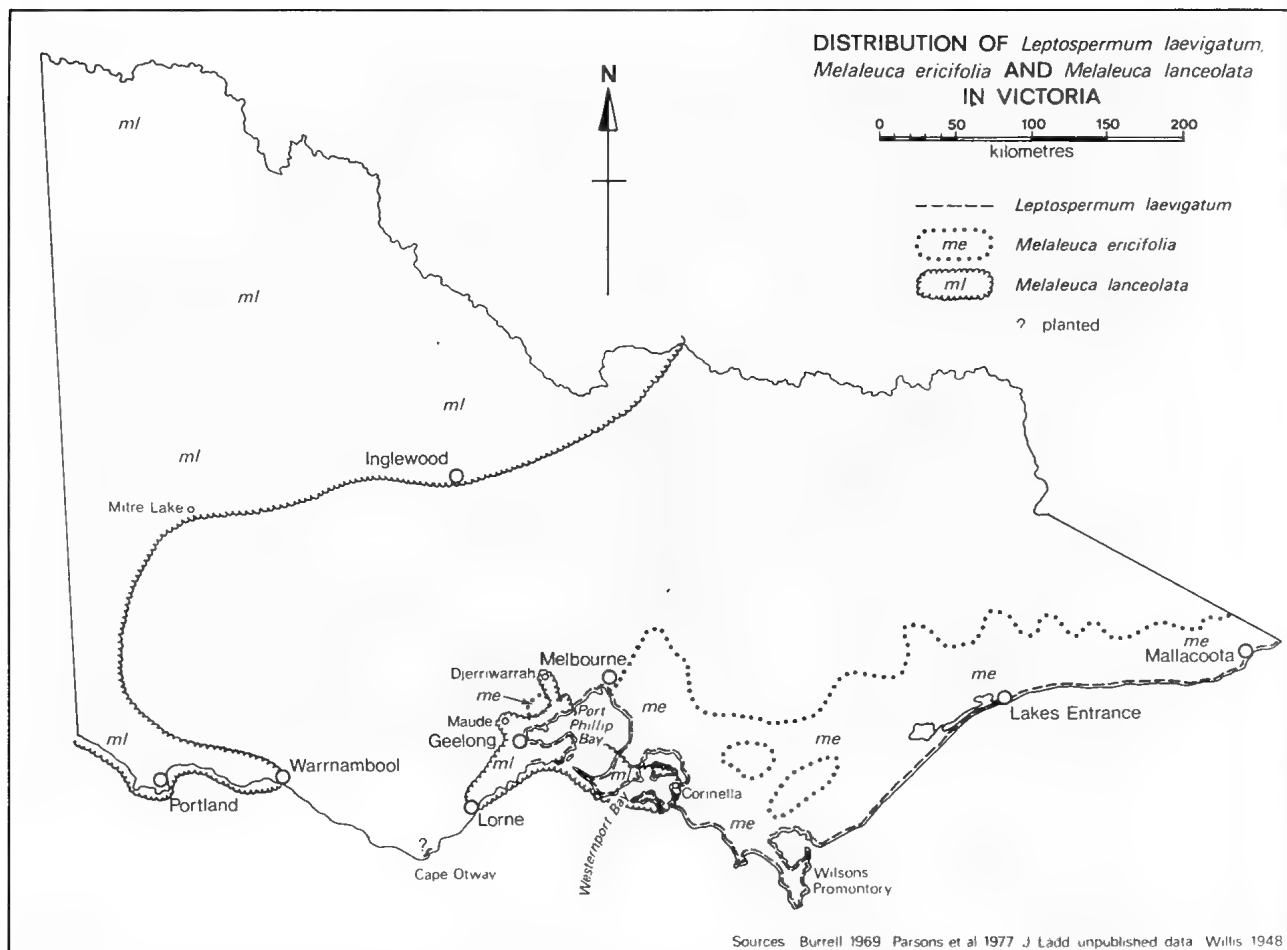 DISTRIBUTION OF Leptospermum laevigatum,
Melaleuca ericifolia AND Melaleuca lanceolata
IN VICTORIA
0 50 100 150 200
kilometres
N
Leptospermum laevigatum
me Melaleuca ericifolia
ml Melaleuca lanceolata
? planted
ml
ml
ml
ml
Inglewood
Mitre Lake
me
Mallacoota
me
Lakes Entrance
Melbourne
Djerriwarrah
me
me
Maude
Port
Phillip
Bay
Geelong
me
ml
ml
ml
Warrnambool
Portland
Corinella
Lorne
me
Westernport Bay
?
Cape Otway
Wilsons
Promontory
Sources Burrell 1969 Parsons et al 1977 J Ladd unpublished data Willis 1948